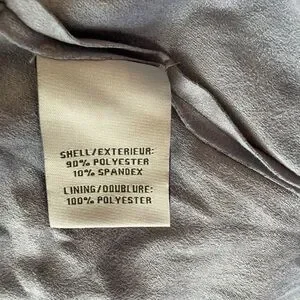 SHELL/EXTERIEUR:
90% POLYESTER
10% SPANDEX
LINING/DOUBLURE:
100% POLYESTER